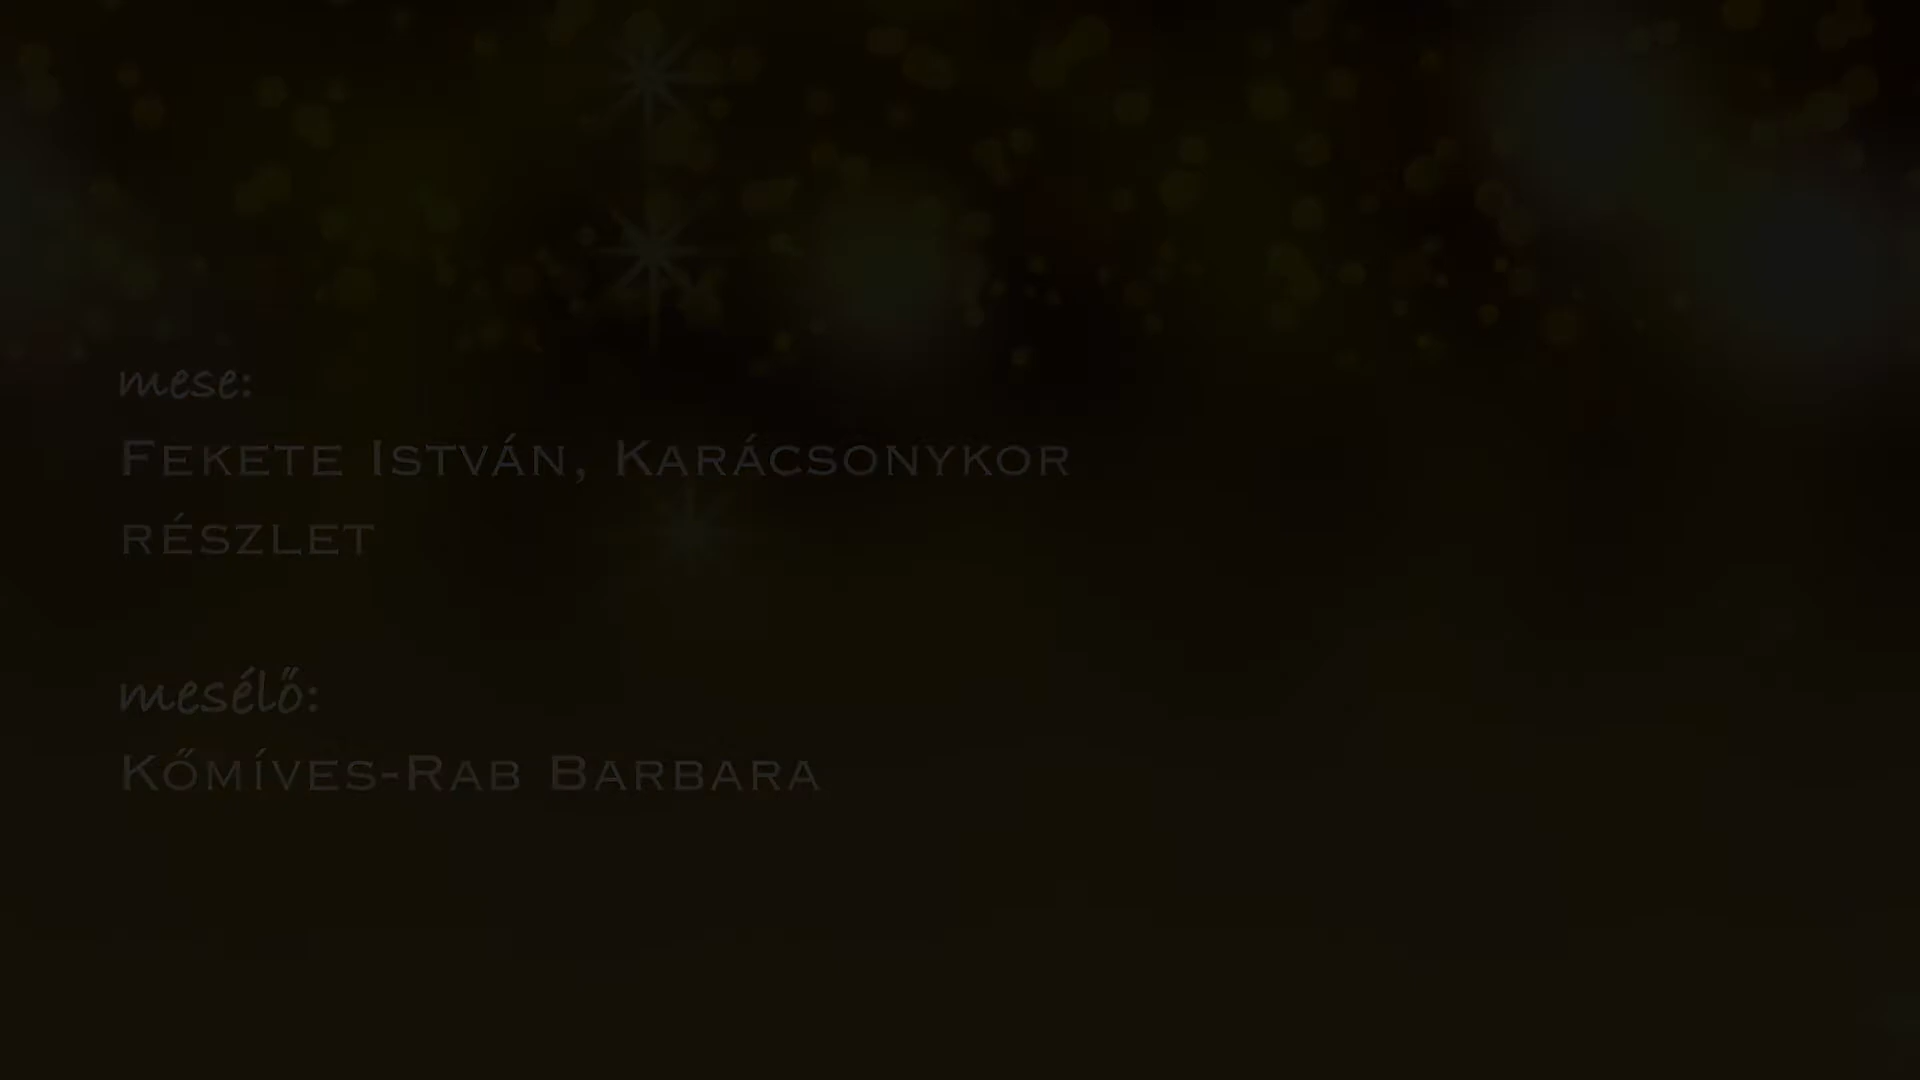 mese:
Fekete István, Karácsonykor
részlet
mesélő:
Kőmíves-Rab Barbara